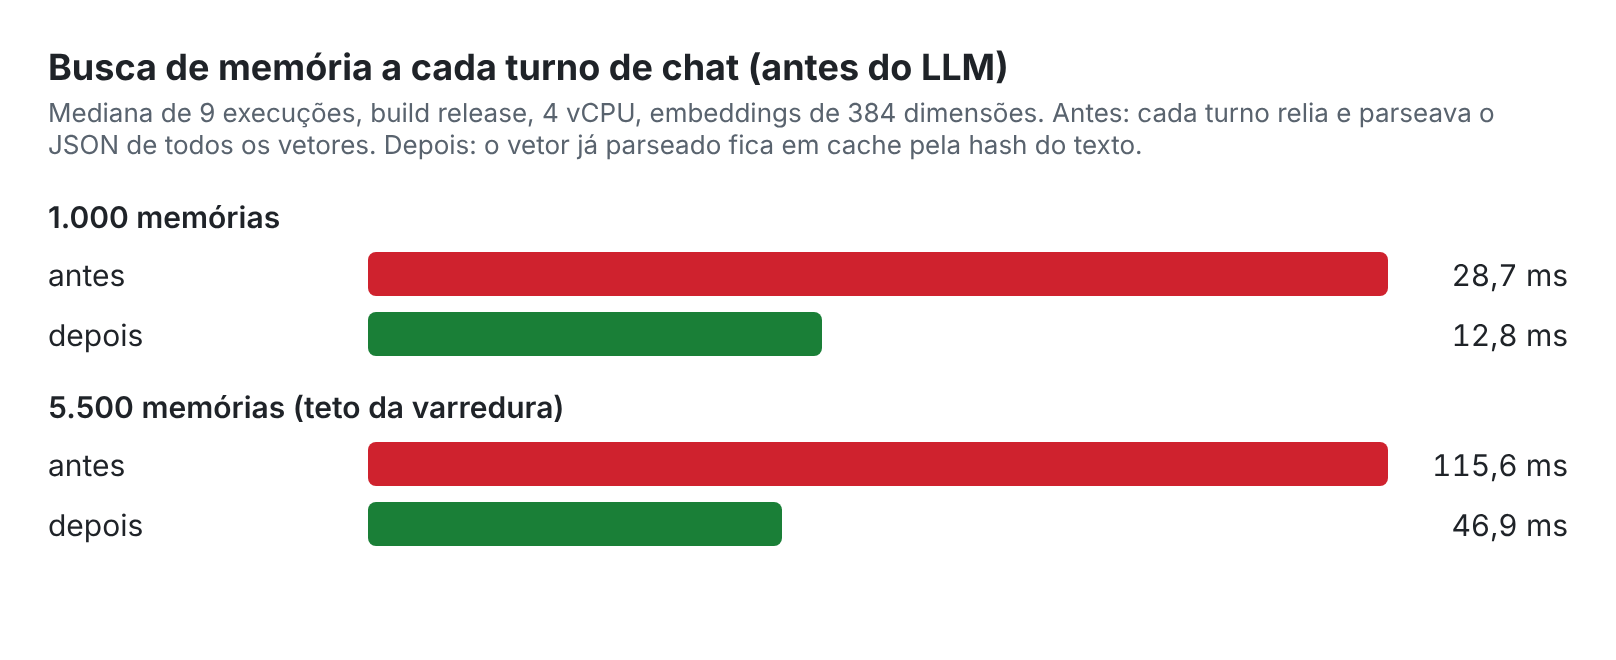 Busca de memória a cada turno de chat (antes do LLM)
Mediana de 9 execuções, build release, 4 vCPU, embeddings de 384 dimensões. Antes: cada turno relia e parseava o
JSON de todos os vetores. Depois: o vetor já parseado fica em cache pela hash do texto.
1.000 memórias
antes 28,7 ms
depois 12,8 ms
5.500 memórias (teto da varredura)
antes 115,6 ms
depois 46,9 ms